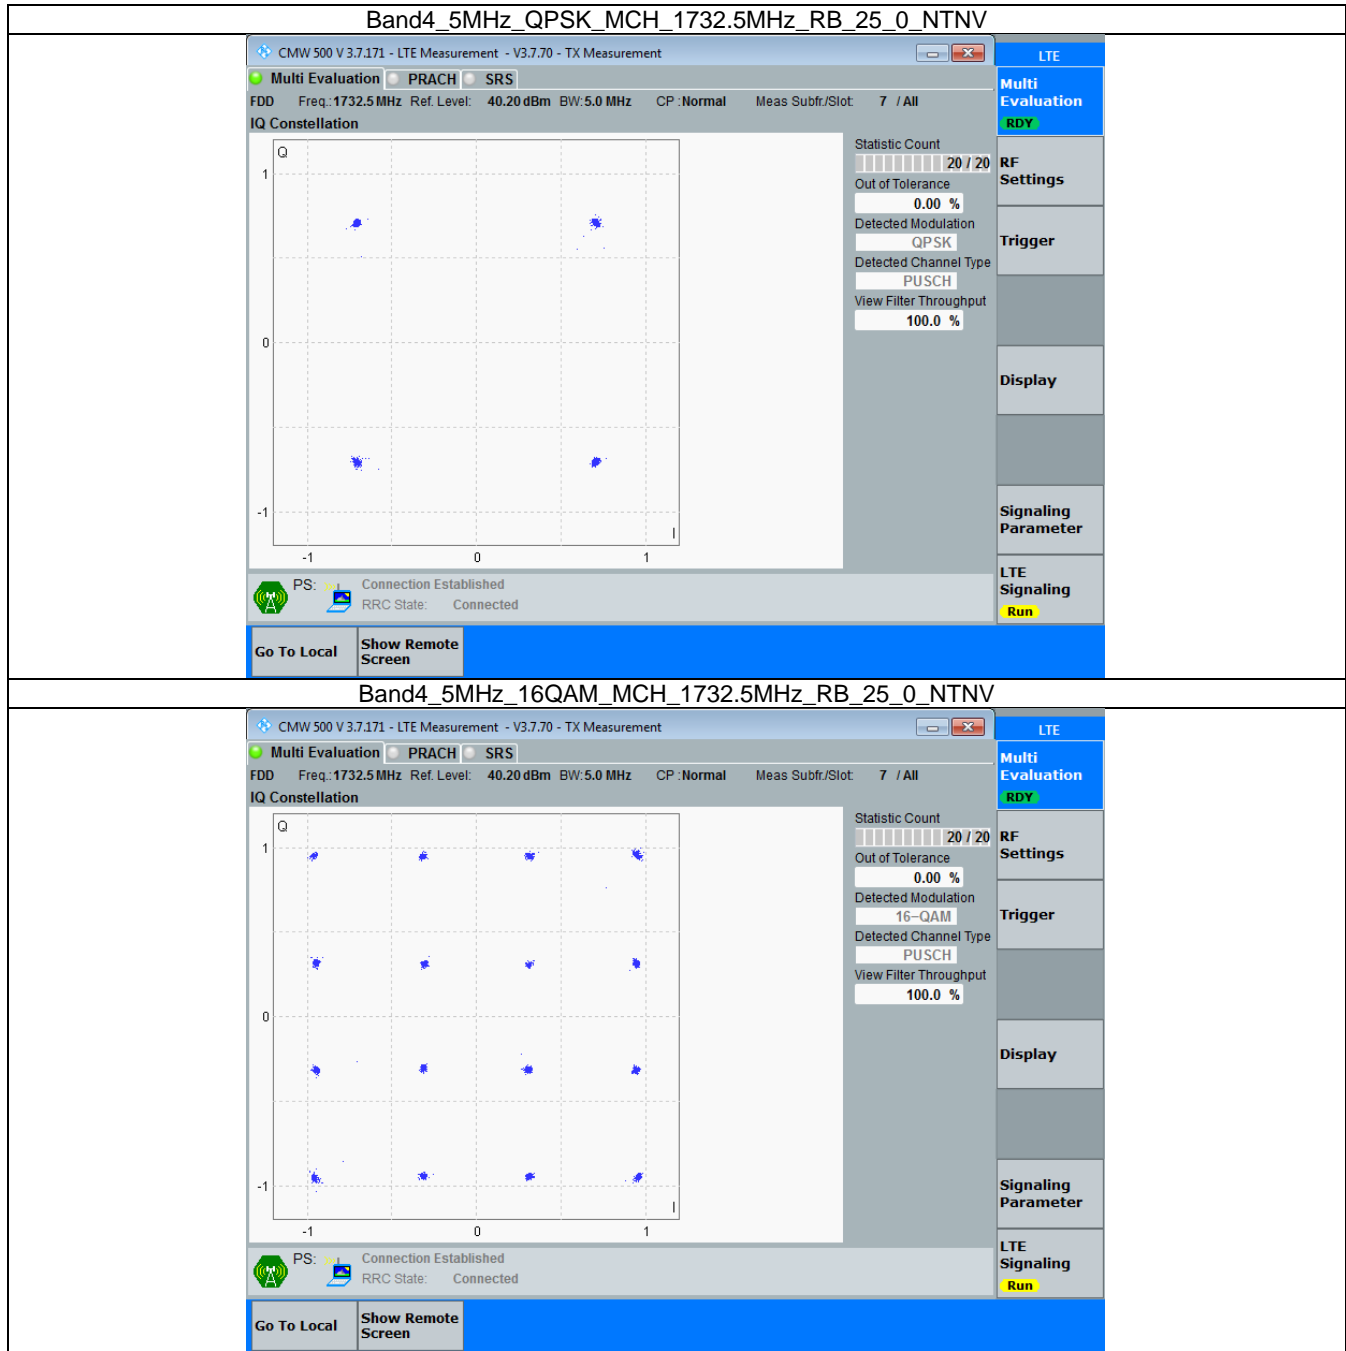 Band4_5MHz_QPSK_MCH_1732.5MHz_RB_25_0_NTNV
CMW 500 V 3.7.171 - LTE Measurement - V3.7.70 - TX Measurement
LTE
Multi Evaluation PRACH SRS
Multi
Evaluation
RDY
FDD Freq.:1732.5 MHz Ref. Level: 40.20 dBm BW:5.0 MHz CP :Normal Meas Subfr./Slot: 7 / All
IQ Constellation
Q
1
0
-1
-1 0 1
I
Statistic Count
20 / 20
Out of Tolerance
0.00 %
Detected Modulation
QPSK
Detected Channel Type
PUSCH
View Filter Throughput
100.0 %
RF
Settings
Trigger
Display
Signaling
Parameter
LTE
Signaling
Run
PS: Connection Established
RRC State: Connected
Go To Local
Show Remote
Screen
Band4_5MHz_16QAM_MCH_1732.5MHz_RB_25_0_NTNV
CMW 500 V 3.7.171 - LTE Measurement - V3.7.70 - TX Measurement
LTE
Multi Evaluation PRACH SRS
Multi
Evaluation
RDY
FDD Freq.:1732.5 MHz Ref. Level: 40.20 dBm BW:5.0 MHz CP :Normal Meas Subfr./Slot: 7 / All
IQ Constellation
Q
1
0
-1
-1 0 1
I
Statistic Count
20 / 20
Out of Tolerance
0.00 %
Detected Modulation
16-QAM
Detected Channel Type
PUSCH
View Filter Throughput
100.0 %
RF
Settings
Trigger
Display
Signaling
Parameter
LTE
Signaling
Run
PS: Connection Established
RRC State: Connected
Go To Local
Show Remote
Screen